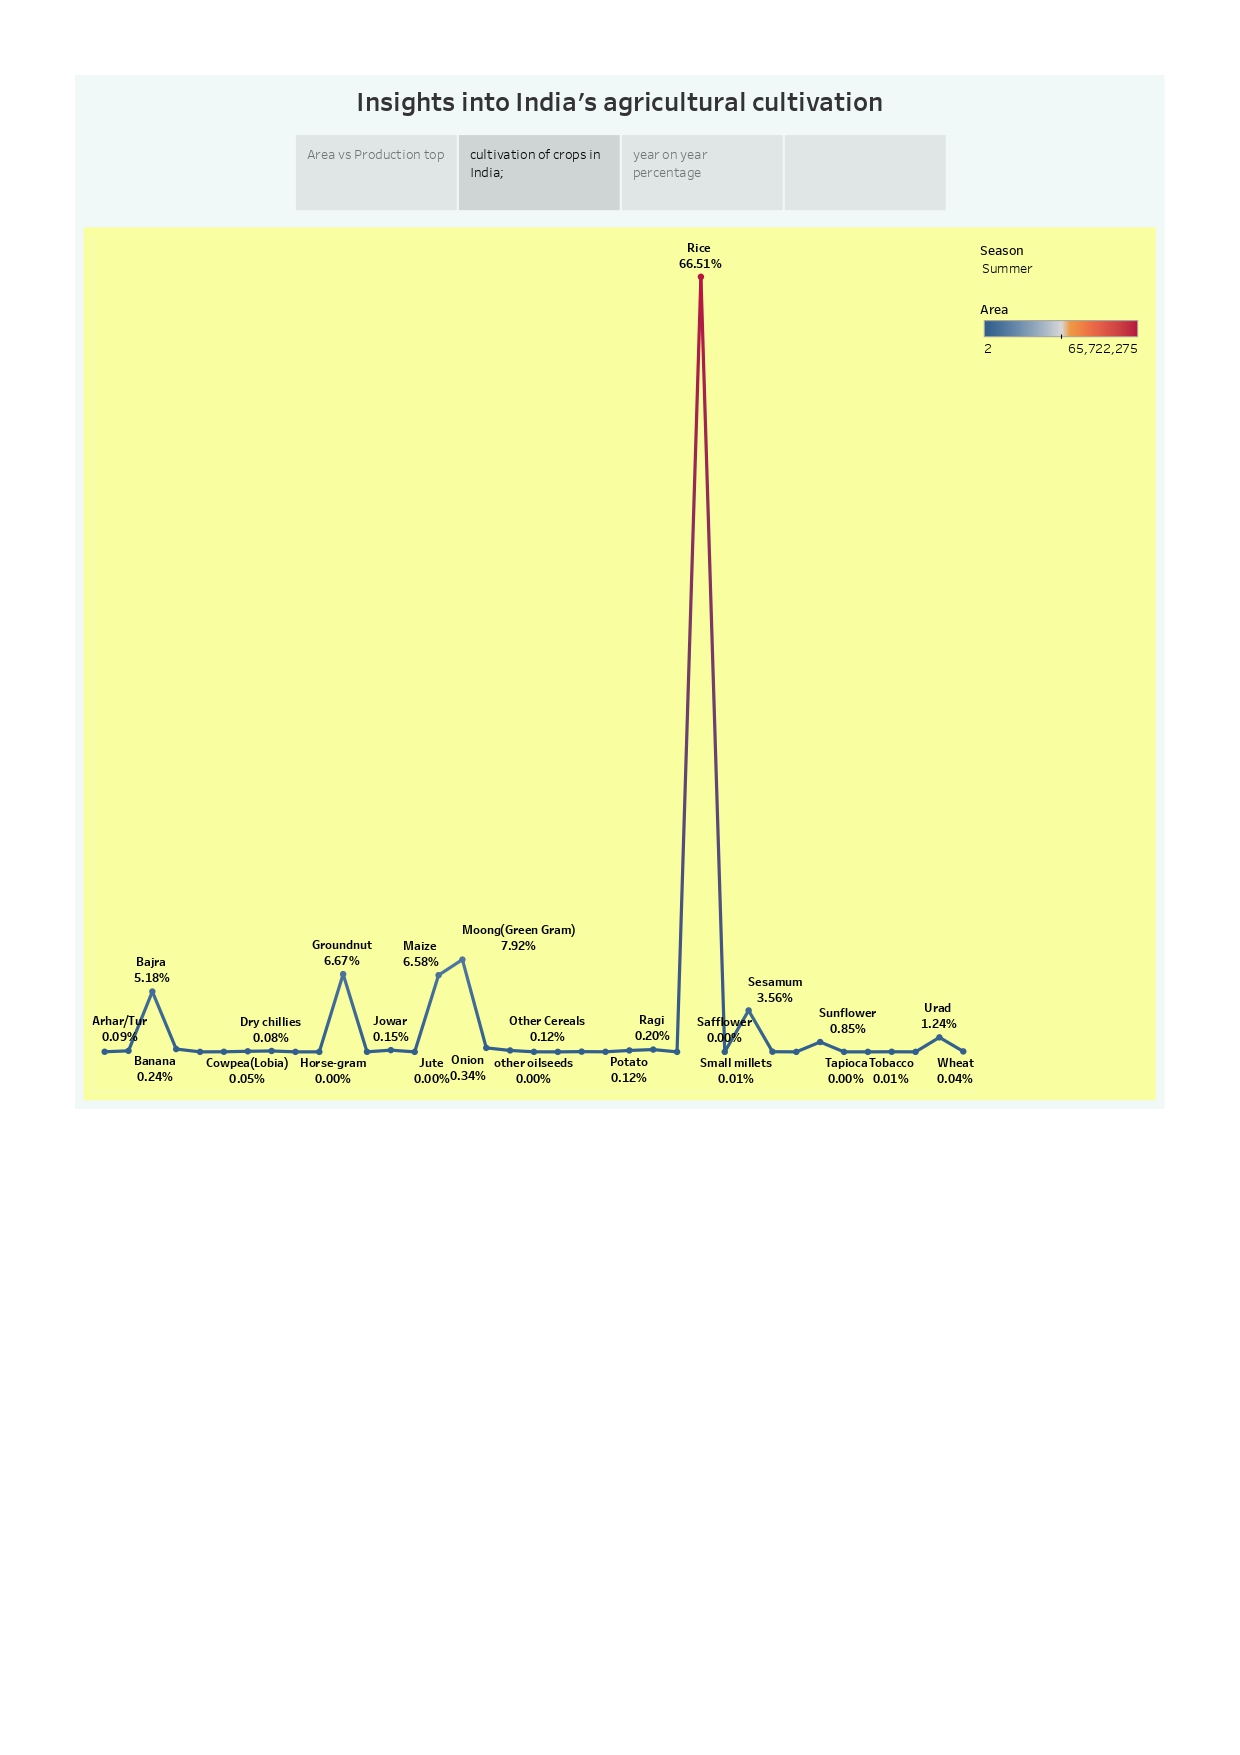 Insights into India’s agricultural cultivation
Area vs Production top
cultivation of crops in
India;
year on year
percentage
Season
Summer
Area
2
65,722,275
Rice
66.51%
Moong(Green Gram)
7.92%
Groundnut
6.67%
Maize
6.58%
Bajra
5.18%
Sesamum
3.56%
Urad
1.24%
Sunflower
0.85%
Arhar/Tur
0.09%
Dry chillies
0.08%
Jowar
0.15%
Other Cereals
0.12%
Ragi
0.20%
Safflower
0.00%
Banana
0.24%
Cowpea(Lobia)
0.05%
Horse-gram
0.00%
Jute
0.00%
Onion
0.34%
other oilseeds
0.00%
Potato
0.12%
Small millets
0.01%
Tapioca
0.00%
Tobacco
0.01%
Wheat
0.04%